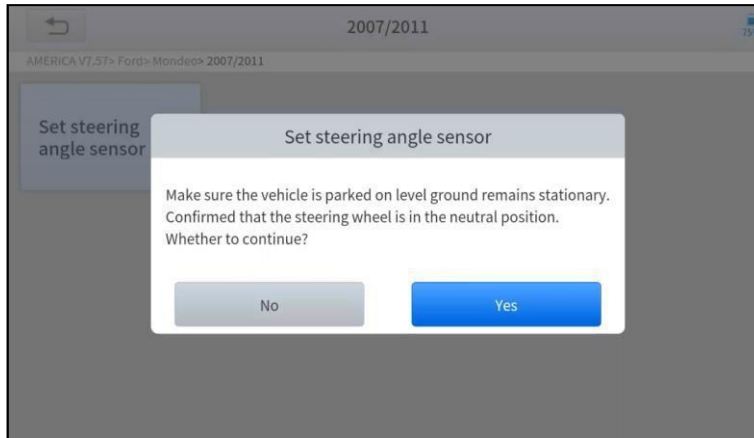 2007/2011
AMERICA V7.57> Ford> Mondeo> 2007/2011
Set steering
angle sensor
Set steering angle sensor
Make sure the vehicle is parked on level ground remains stationary.
Confirmed that the steering wheel is in the neutral position.
Whether to continue?
No
Yes